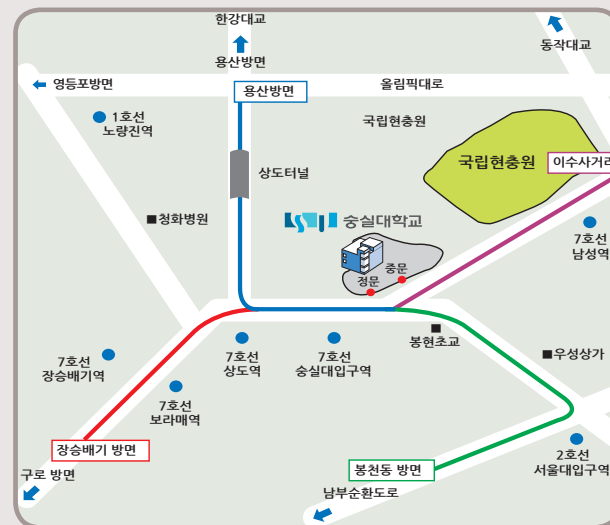 한강대교
용산방면
동작대교
영등포방면
용산방면
올림픽대로
1호선
노량진역
국립현충원
국립현충원
이수사거리
상도터널
청화병원
숭실대학교
중문
정문
7호선
남성역
봉현초교
우성상가
7호선
장승배기역
7호선
상도역
7호선
숭실대입구역
7호선
보라매역
장승배기 방면
구로 방면
봉천동 방면
남부순환도로
2호선
서울대입구역